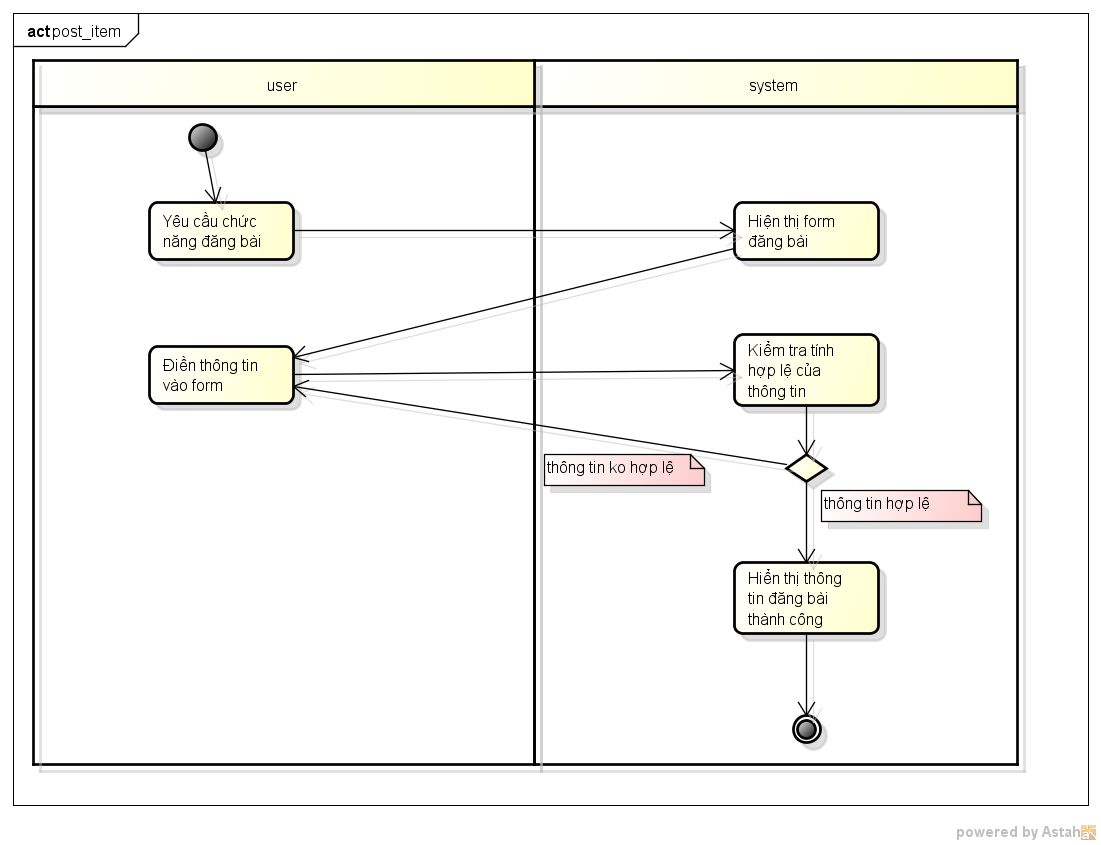 act post_item
user
system
Yêu cầu chức
năng đăng bài
Hiện thị form
đăng bài
Điền thông tin
vào form
Kiểm tra tính
hợp lệ của
thông tin
thông tin ko hợp lệ
thông tin hợp lệ
Hiển thị thông
tin đăng bài
thành công
powered by Astah